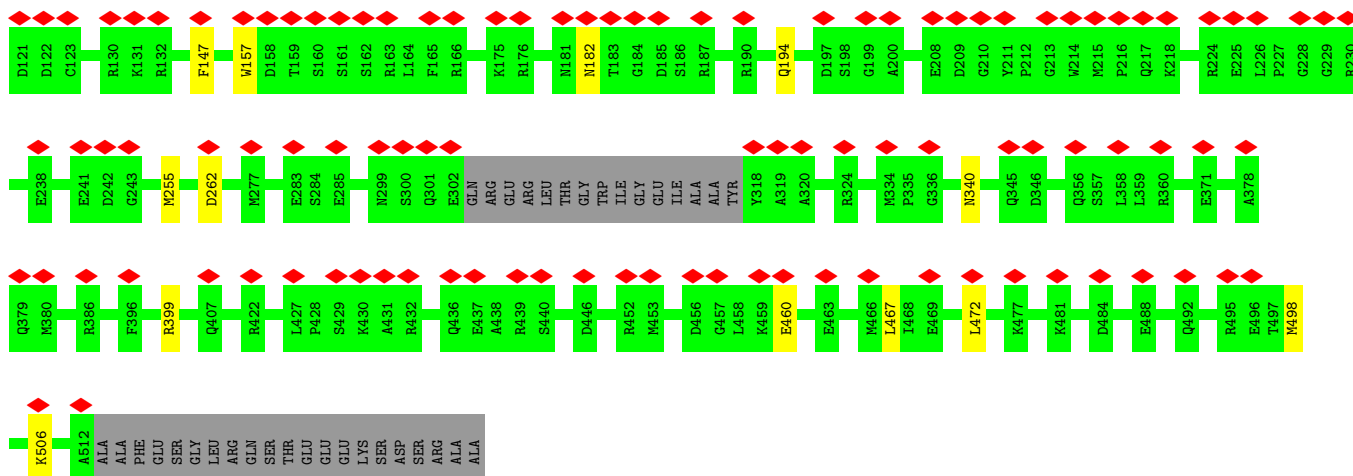 D121 D122 C123 R130 K131 R132 F147 W157 D158 T159 S160 S161 S162 R163 L164 F165 R166 K175 R176 N181 N182 T183 G184 D185 S186 R187 R190 Q194 D197 S198 G199 A200 E208 D209 G210 Y211 P212 G213 W214 M215 P216 Q217 K218 R224 E225 L226 P227 G228 G229 R230
E238 E241 D242 G243 M255 D262 M277 E283 S284 E285 N299 S300 Q301 E302 GLN ARG GLU ARG LEU THR GLY TRP ILE GLY GLU ILE ALA ALA TYR Y318 A319 A320 R324 M334 P335 G336 N340 Q345 D346 Q356 S357 L358 L359 R360 E371 A378
Q379 M380 R386 F396 R399 Q407 R422 L427 P428 S429 K430 A431 R432 Q436 E437 A438 R439 S440 D446 R452 M453 D456 G457 L458 K459 E460 E463 M466 L467 I468 E469 L472 K477 K481 D484 E488 Q492 R495 E496 T497 M498
K506 A512 ALA ALA PHE GLU SER GLY LEU ARG GLN SER THR GLU GLU GLU LYS SER ASP SER ARG ALA ALA